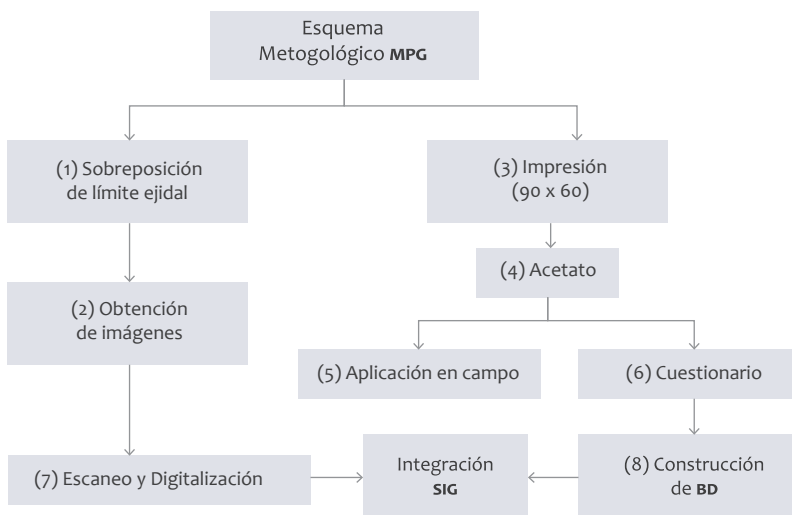 Esquema
Metogológico MPG
(1) Sobreposición
de límite ejidal
(3) Impresión
(90 x 60)
(4) Acetato
(2) Obtención
de imágenes
(5) Aplicación en campo
(6) Cuestionario
(7) Escaneo y Digitalización
Integración
SIG
(8) Construcción
de BD